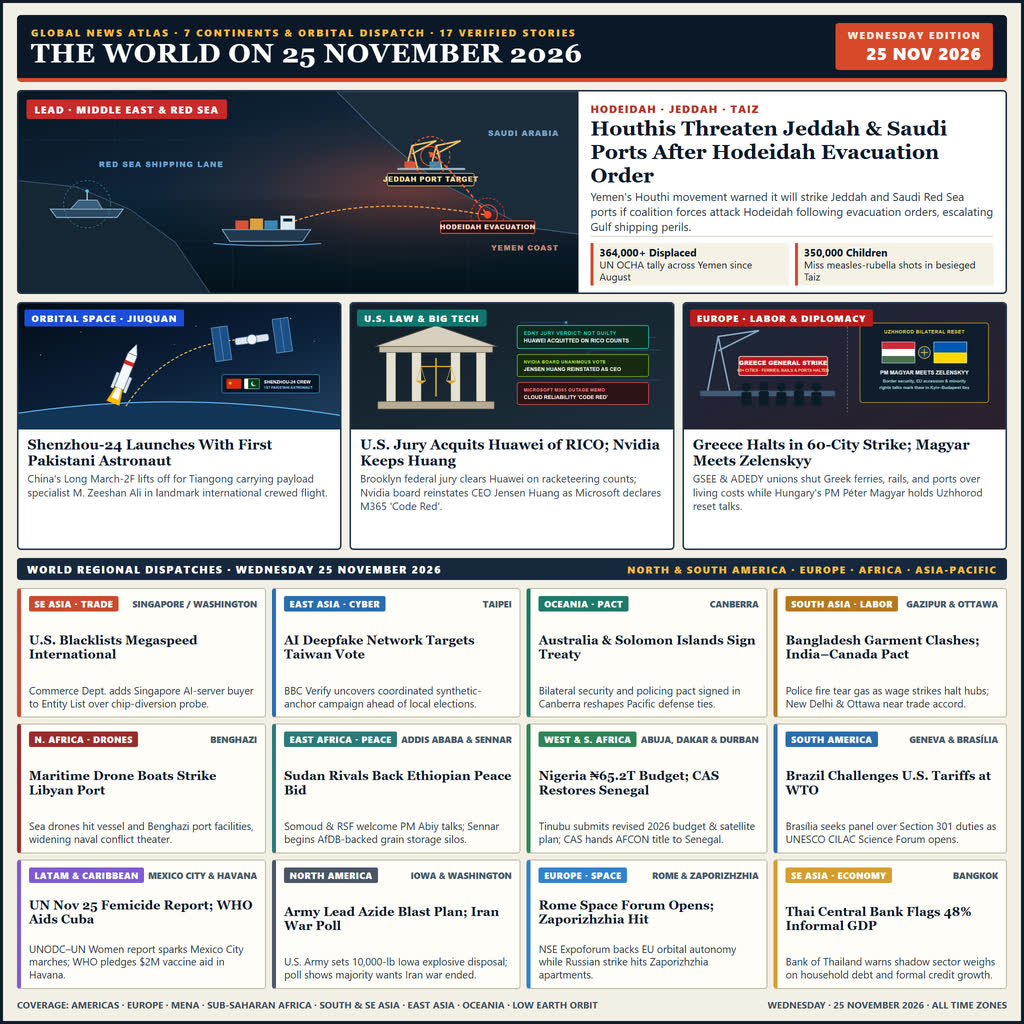 GLOBAL NEWS ATLAS · 7 CONTINENTS & ORBITAL DISPATCH · 17 VERIFIED STORIES
THE WORLD ON 25 NOVEMBER 2026
WEDNESDAY EDITION
25 NOV 2026
LEAD · MIDDLE EAST & RED SEA
RED SEA SHIPPING LANE
SAUDI ARABIA
JEDDAH PORT TARGET
HODEIDAH EVACUATION
YEMEN COAST
HODEIDAH · JEDDAH · TAIZ
Houthis Threaten Jeddah & Saudi
Ports After Hodeidah Evacuation
Order
Yemen's Houthi movement warned it will strike Jeddah and Saudi Red Sea
ports if coalition forces attack Hodeidah following evacuation orders, escalating
Gulf shipping perils.
364,000+ Displaced
UN OCHA tally across Yemen since
August
350,000 Children
Miss measles-rubella shots in besieged
Taiz
ORBITAL SPACE · JIUQUAN
SHENZHOU-24 CREW
1ST PAKISTANI ASTRONAUT
Shenzhou-24 Launches With First
Pakistani Astronaut
China's Long March-2F lifts off for Tiangong carrying payload
specialist M. Zeeshan Ali in landmark international crewed flight.
U.S. LAW & BIG TECH
EDNY JURY VERDICT: NOT GUILTY
HUAWEI ACQUITTED ON RICO COUNTS
NVIDIA BOARD UNANIMOUS VOTE
JENSEN HUANG REINSTATED AS CEO
MICROSOFT M365 OUTAGE MEMO
CLOUD RELIABILITY 'CODE RED'
U.S. Jury Acquits Huawei of RICO; Nvidia
Keeps Huang
Brooklyn federal jury clears Huawei on racketeering counts;
Nvidia board reinstates CEO Jensen Huang as Microsoft declares
M365 'Code Red'.
EUROPE · LABOR & DIPLOMACY
GREECE GENERAL STRIKE
60+ CITIES · FERRIES, RAILS & PORTS HALTED
UZHHOROD BILATERAL RESET
PM MAGYAR MEETS ZELENSKYY
Border security, EU accession & minority
rights talks mark thaw in Kyiv–Budapest ties
Greece Halts in 60-City Strike; Magyar
Meets Zelenskyy
GSEE & ADEDY unions shut Greek ferries, rails, and ports over
living costs while Hungary's PM Péter Magyar holds Uzhhorod
reset talks.
WORLD REGIONAL DISPATCHES · WEDNESDAY 25 NOVEMBER 2026
NORTH & SOUTH AMERICA · EUROPE · AFRICA · ASIA-PACIFIC
SE ASIA · TRADE
SINGAPORE / WASHINGTON
U.S. Blacklists Megaspeed
International
Commerce Dept. adds Singapore AI-server buyer
to Entity List over chip-diversion probe.
EAST ASIA · CYBER
TAIPEI
AI Deepfake Network Targets
Taiwan Vote
BBC Verify uncovers coordinated synthetic-
anchor campaign ahead of local elections.
OCEANIA · PACT
CANBERRA
Australia & Solomon Islands Sign
Treaty
Bilateral security and policing pact signed in
Canberra reshapes Pacific defense ties.
SOUTH ASIA · LABOR
GAZIPUR & OTTAWA
Bangladesh Garment Clashes;
India–Canada Pact
Police fire tear gas as wage strikes halt hubs;
New Delhi & Ottawa near trade accord.
N. AFRICA · DRONES
BENGHAZI
Maritime Drone Boats Strike
Libyan Port
Sea drones hit vessel and Benghazi port facilities,
widening naval conflict theater.
EAST AFRICA · PEACE
ADDIS ABABA & SENNAR
Sudan Rivals Back Ethiopian Peace
Bid
Somoud & RSF welcome PM Abiy talks; Sennar
begins AfDB-backed grain storage silos.
WEST & S. AFRICA
ABUJA, DAKAR & DURBAN
Nigeria ₦65.2T Budget; CAS
Restores Senegal
Tinubu submits revised 2026 budget & satellite
plan; CAS hands AFCON title to Senegal.
SOUTH AMERICA
GENEVA & BRASÍLIA
Brazil Challenges U.S. Tariffs at
WTO
Brasília seeks panel over Section 301 duties as
UNESCO CILAC Science Forum opens.
LATAM & CARIBBEAN
MEXICO CITY & HAVANA
UN Nov 25 Femicide Report; WHO
Aids Cuba
UNODC–UN Women report sparks Mexico City
marches; WHO pledges $2M vaccine aid in
Havana.
NORTH AMERICA
IOWA & WASHINGTON
Army Lead Azide Blast Plan; Iran
War Poll
U.S. Army sets 10,000-lb Iowa explosive disposal;
poll shows majority wants Iran war ended.
EUROPE · SPACE
ROME & ZAPORIZHZHIA
Rome Space Forum Opens;
Zaporizhzhia Hit
NSE Expoforum backs EU orbital autonomy
while Russian strike hits Zaporizhzhia
apartments.
SE ASIA · ECONOMY
BANGKOK
Thai Central Bank Flags 48%
Informal GDP
Bank of Thailand warns shadow sector weighs
on household debt and formal credit growth.
COVERAGE: AMERICAS · EUROPE · MENA · SUB-SAHARAN AFRICA · SOUTH & SE ASIA · EAST ASIA · OCEANIA · LOW EARTH ORBIT
WEDNESDAY · 25 NOVEMBER 2026 · ALL TIME ZONES